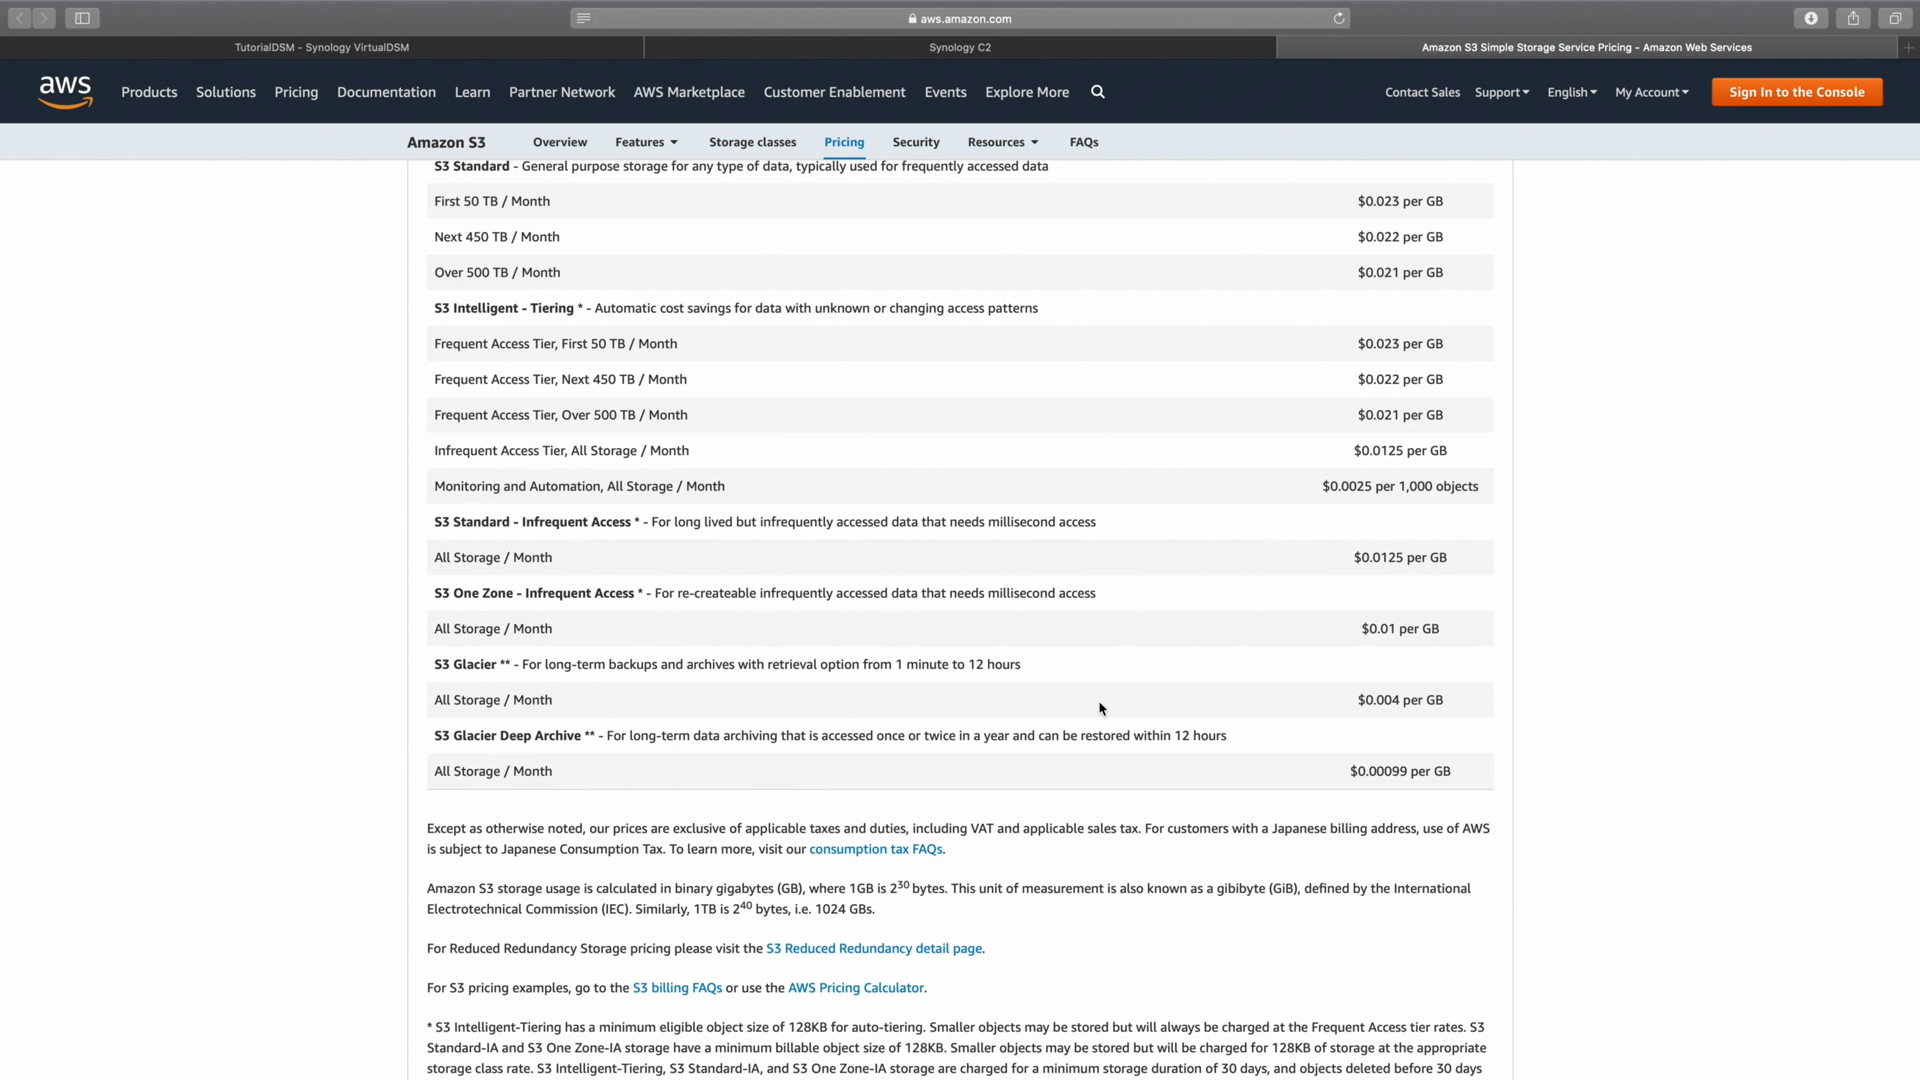 aws.amazon.com
TutorialDSM - Synology VirtualDSM
Synology C2
Amazon S3 Simple Storage Service Pricing - Amazon Web Services
aws
Products
Solutions
Pricing
Documentation
Learn
Partner Network
AWS Marketplace
Customer Enablement
Events
Explore More
Contact Sales
Support
English
My Account
Sign In to the Console
Amazon S3
Overview
Features
Storage classes
Pricing
Security
Resources
FAQs
S3 Standard - General purpose storage for any type of data, typically used for frequently accessed data
First 50 TB / Month $0.023 per GB
Next 450 TB / Month $0.022 per GB
Over 500 TB / Month $0.021 per GB
S3 Intelligent - Tiering * - Automatic cost savings for data with unknown or changing access patterns
Frequent Access Tier, First 50 TB / Month $0.023 per GB
Frequent Access Tier, Next 450 TB / Month $0.022 per GB
Frequent Access Tier, Over 500 TB / Month $0.021 per GB
Infrequent Access Tier, All Storage / Month $0.0125 per GB
Monitoring and Automation, All Storage / Month $0.0025 per 1,000 objects
S3 Standard - Infrequent Access * - For long lived but infrequently accessed data that needs millisecond access
All Storage / Month $0.0125 per GB
S3 One Zone - Infrequent Access * - For re-createable infrequently accessed data that needs millisecond access
All Storage / Month $0.01 per GB
S3 Glacier ** - For long-term backups and archives with retrieval option from 1 minute to 12 hours
All Storage / Month $0.004 per GB
S3 Glacier Deep Archive ** - For long-term data archiving that is accessed once or twice in a year and can be restored within 12 hours
All Storage / Month $0.00099 per GB
Except as otherwise noted, our prices are exclusive of applicable taxes and duties, including VAT and applicable sales tax. For customers with a Japanese billing address, use of AWS
is subject to Japanese Consumption Tax. To learn more, visit our consumption tax FAQs.
Amazon S3 storage usage is calculated in binary gigabytes (GB), where 1GB is 2³⁰ bytes. This unit of measurement is also known as a gibibyte (GiB), defined by the International
Electrotechnical Commission (IEC). Similarly, 1TB is 2⁴⁰ bytes, i.e. 1024 GBs.
For Reduced Redundancy Storage pricing please visit the S3 Reduced Redundancy detail page.
For S3 pricing examples, go to the S3 billing FAQs or use the AWS Pricing Calculator.
* S3 Intelligent-Tiering has a minimum eligible object size of 128KB for auto-tiering. Smaller objects may be stored but will always be charged at the Frequent Access tier rates. S3
Standard-IA and S3 One Zone-IA storage have a minimum billable object size of 128KB. Smaller objects may be stored but will be charged for 128KB of storage at the appropriate
storage class rate. S3 Intelligent-Tiering, S3 Standard-IA, and S3 One Zone-IA storage are charged for a minimum storage duration of 30 days, and objects deleted before 30 days